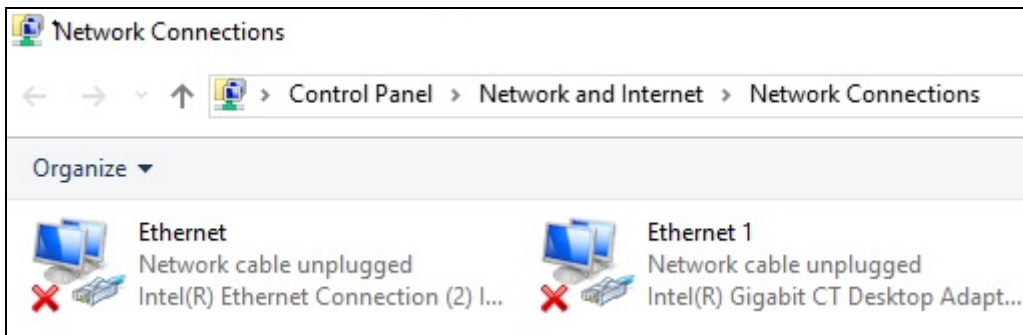 Network Connections
Control Panel > Network and Internet > Network Connections
Organize
Ethernet
Network cable unplugged
Intel(R) Ethernet Connection (2) I...
Ethernet 1
Network cable unplugged
Intel(R) Gigabit CT Desktop Adapt...